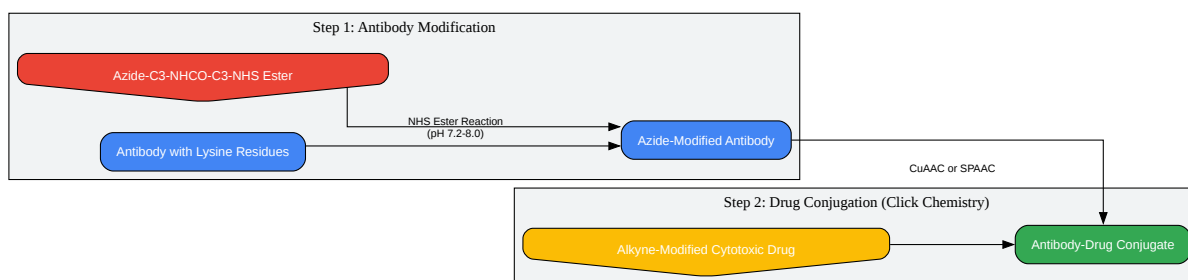 Step 1: Antibody Modification
Azide-C3-NHCO-C3-NHS Ester
NHS Ester Reaction
(pH 7.2-8.0)
Antibody with Lysine Residues
Azide-Modified Antibody
CuAAC or SPAAC
Step 2: Drug Conjugation (Click Chemistry)
Alkyne-Modified Cytotoxic Drug
Antibody-Drug Conjugate